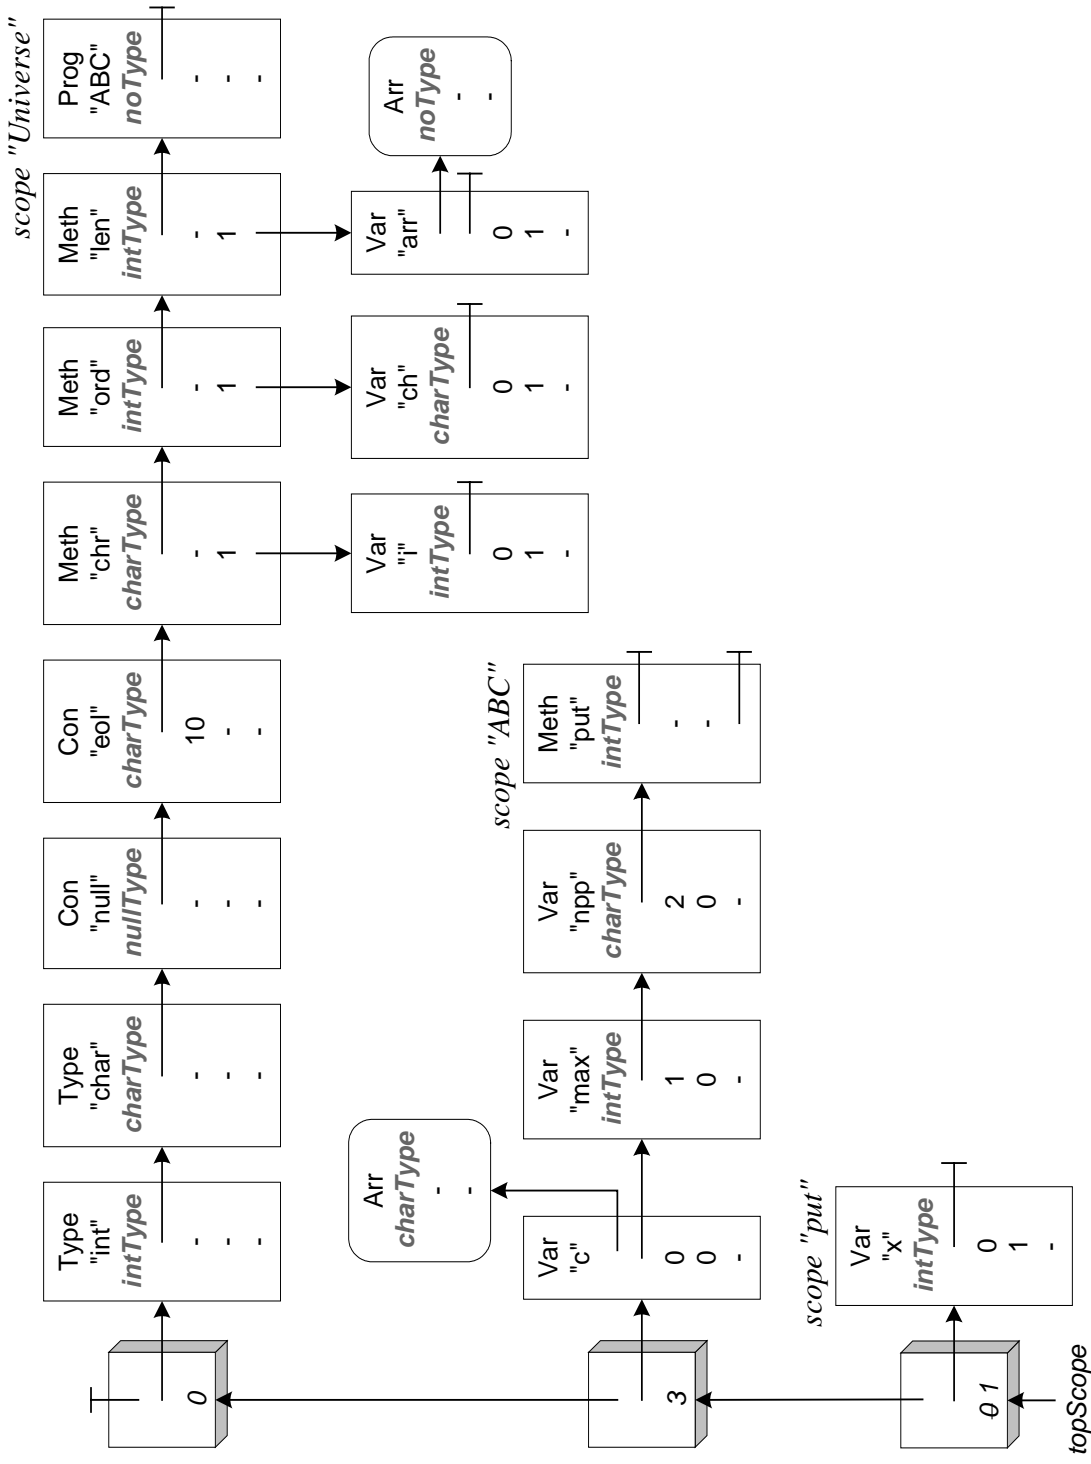 scope "Universe"
0
Type
"int"
intType
-
-
-
Type
"char"
charType
-
-
-
Con
"null"
nullType
-
-
-
Con
"eol"
charType
10
-
-
Meth
"chr"
charType
-
1
Meth
"ord"
intType
-
1
Meth
"len"
intType
-
1
Prog
"ABC"
noType
-
-
-
Var
"i"
intType
0
1
-
Var
"ch"
charType
0
1
-
Var
"arr"
0
1
-
Arr
noType
-
-
Arr
charType
-
-
scope "ABC"
3
Var
"c"
0
0
-
Var
"max"
intType
1
0
-
Var
"npp"
charType
2
0
-
Meth
"put"
intType
-
-
scope "put"
0 1
Var
"x"
intType
0
1
-
topScope